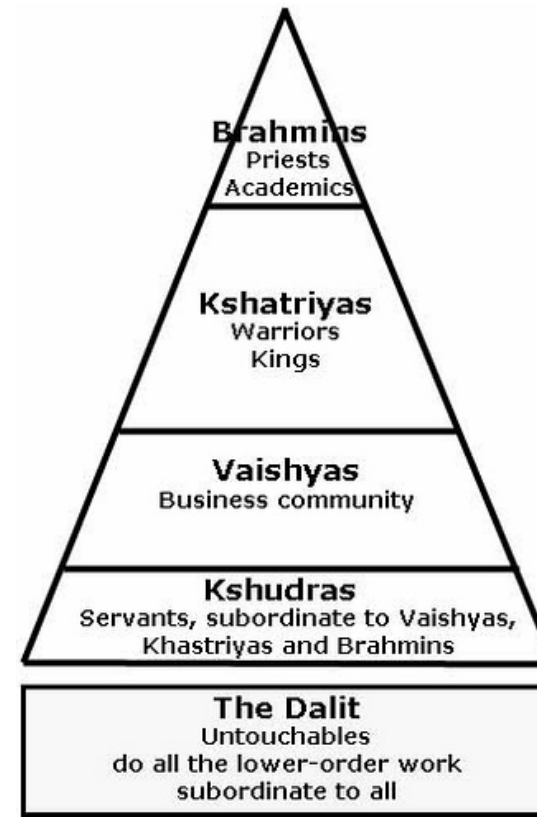 Brahmins
Priests
Academics
Kshatriyas
Warriors
Kings
Vaishyas
Business community
Kshudras
Servants, subordinate to Vaishyas,
Khastriyas and Brahmins
The Dalit
Untouchables
do all the lower-order work
subordinate to all